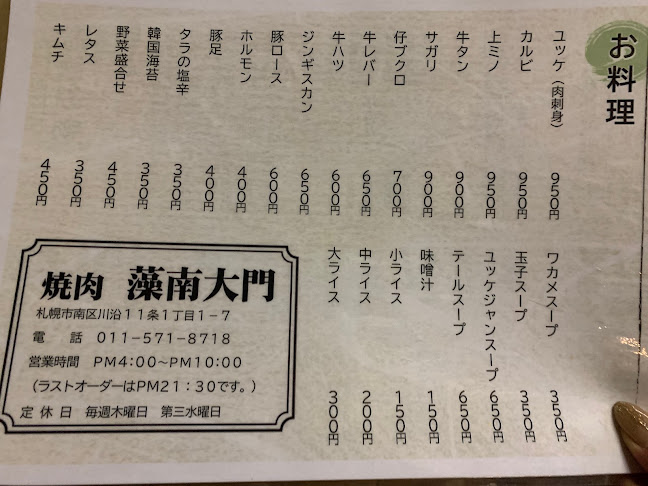 お料理
ユッケ（肉刺身） 950円
カルビ 950円
上ミノ 950円
牛タン 900円
サガリ 900円
仔ブクロ 700円
牛レバー 650円
牛ハツ 600円
ジンギスカン 650円
豚ロース 600円
ホルモン 400円
豚足 400円
タラの塩辛 350円
韓国海苔 350円
野菜盛合せ 450円
レタス 350円
キムチ 450円
ワカメスープ 350円
玉子スープ 350円
ユッケジャンスープ 650円
テールスープ 650円
味噌汁 150円
小ライス 150円
中ライス 200円
大ライス 300円
焼肉 藻南大門
札幌市南区川沿11条1丁目1-7
電 話 011-571-8718
営業時間 PM4:00〜PM10:00
（ラストオーダーはPM21：30です。）
定休日 毎週木曜日 第三水曜日